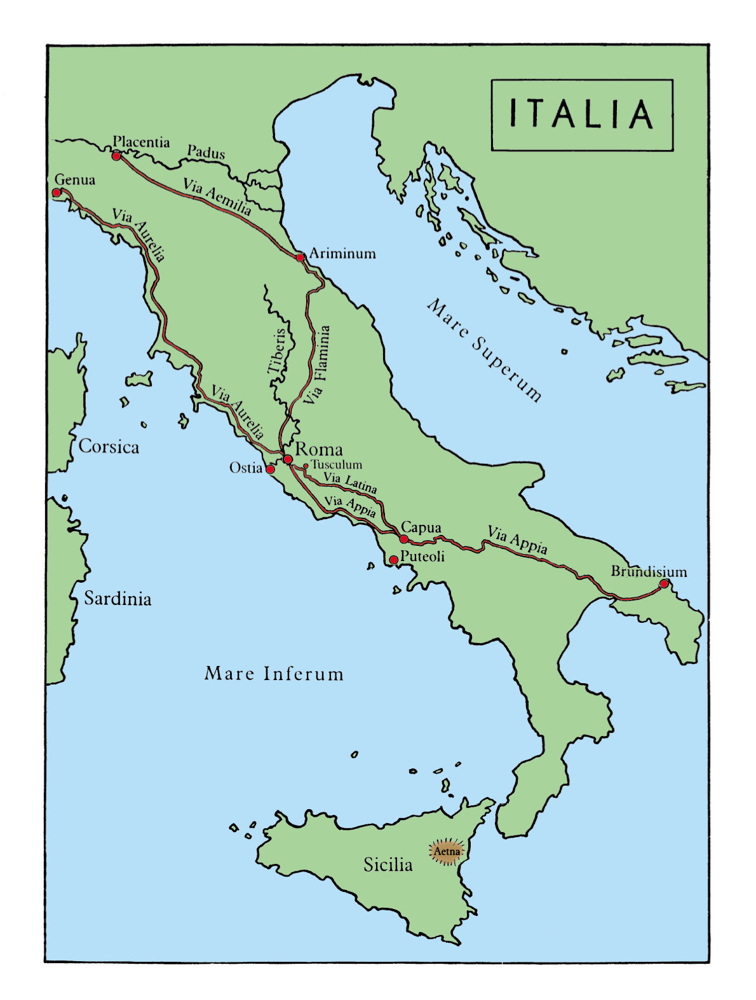 ITALIA
Placentia
Padus
Genua
Via Aemilia
Via Aurelia
Ariminum
Mare Superum
Tiberis
Via Flaminia
Via Aurelia
Corsica
Roma
Ostia
Tusculum
Via Latina
Via Appia
Capua
Via Appia
Puteoli
Brundisium
Sardinia
Mare Inferum
Aetna
Sicilia